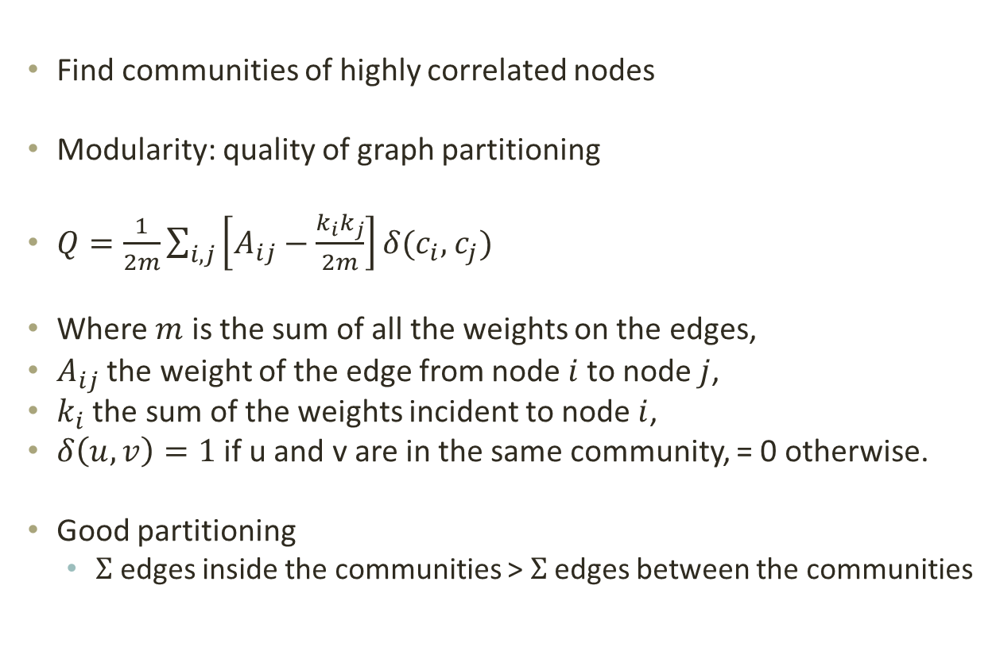 • Find communities of highly correlated nodes
• Modularity: quality of graph partitioning
• Q = \frac{1}{2m} \sum_{i,j} \left[ A_{ij} - \frac{k_i k_j}{2m} \right] \delta(c_i, c_j)
• Where m is the sum of all the weights on the edges,
• A_{ij} the weight of the edge from node i to node j,
• k_i the sum of the weights incident to node i,
• δ(u, v) = 1 if u and v are in the same community, = 0 otherwise.
• Good partitioning
• Σ edges inside the communities > Σ edges between the communities